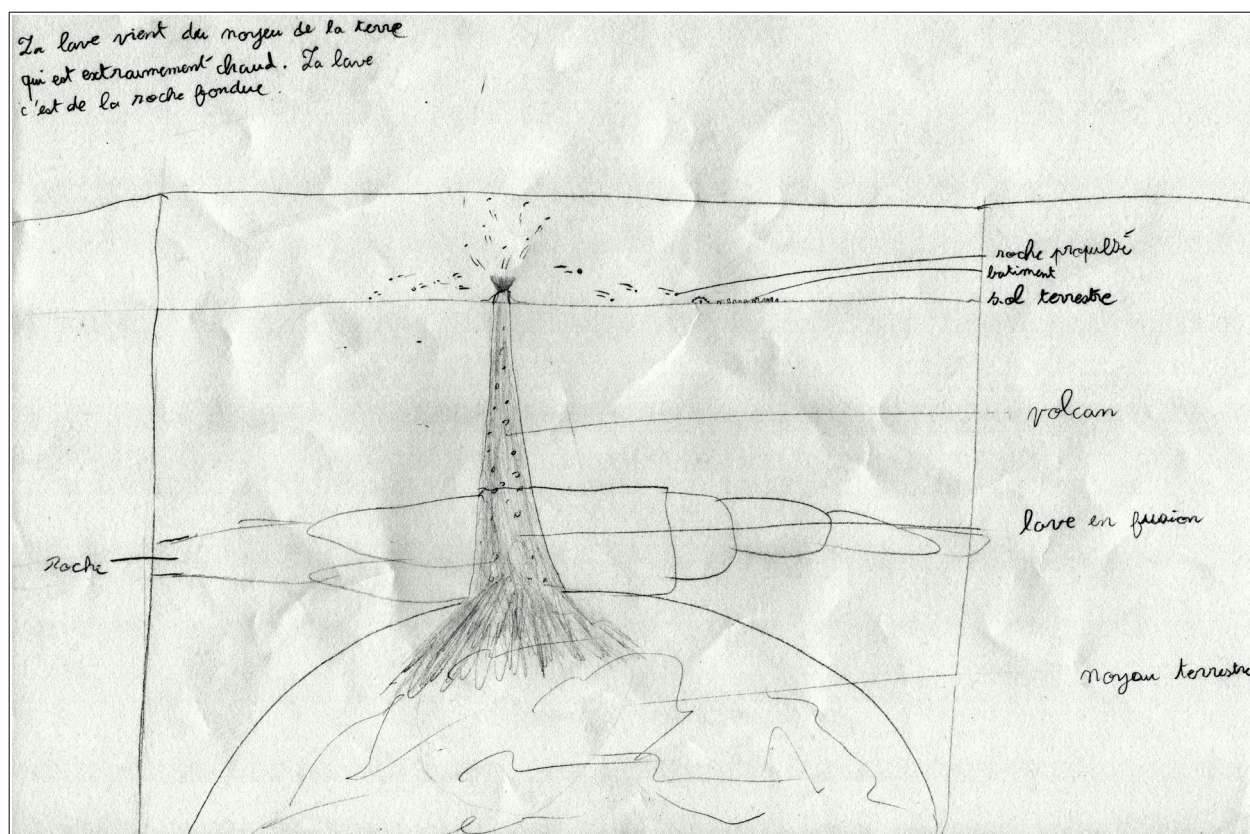 La lave vient du noyeu de la terre
qui est extraumement chaud. La lave
c'est de la roche fondue.
roche propulsé
batiment
sol terrestre
volcan
lave en fusion
Roche
noyau terrestre